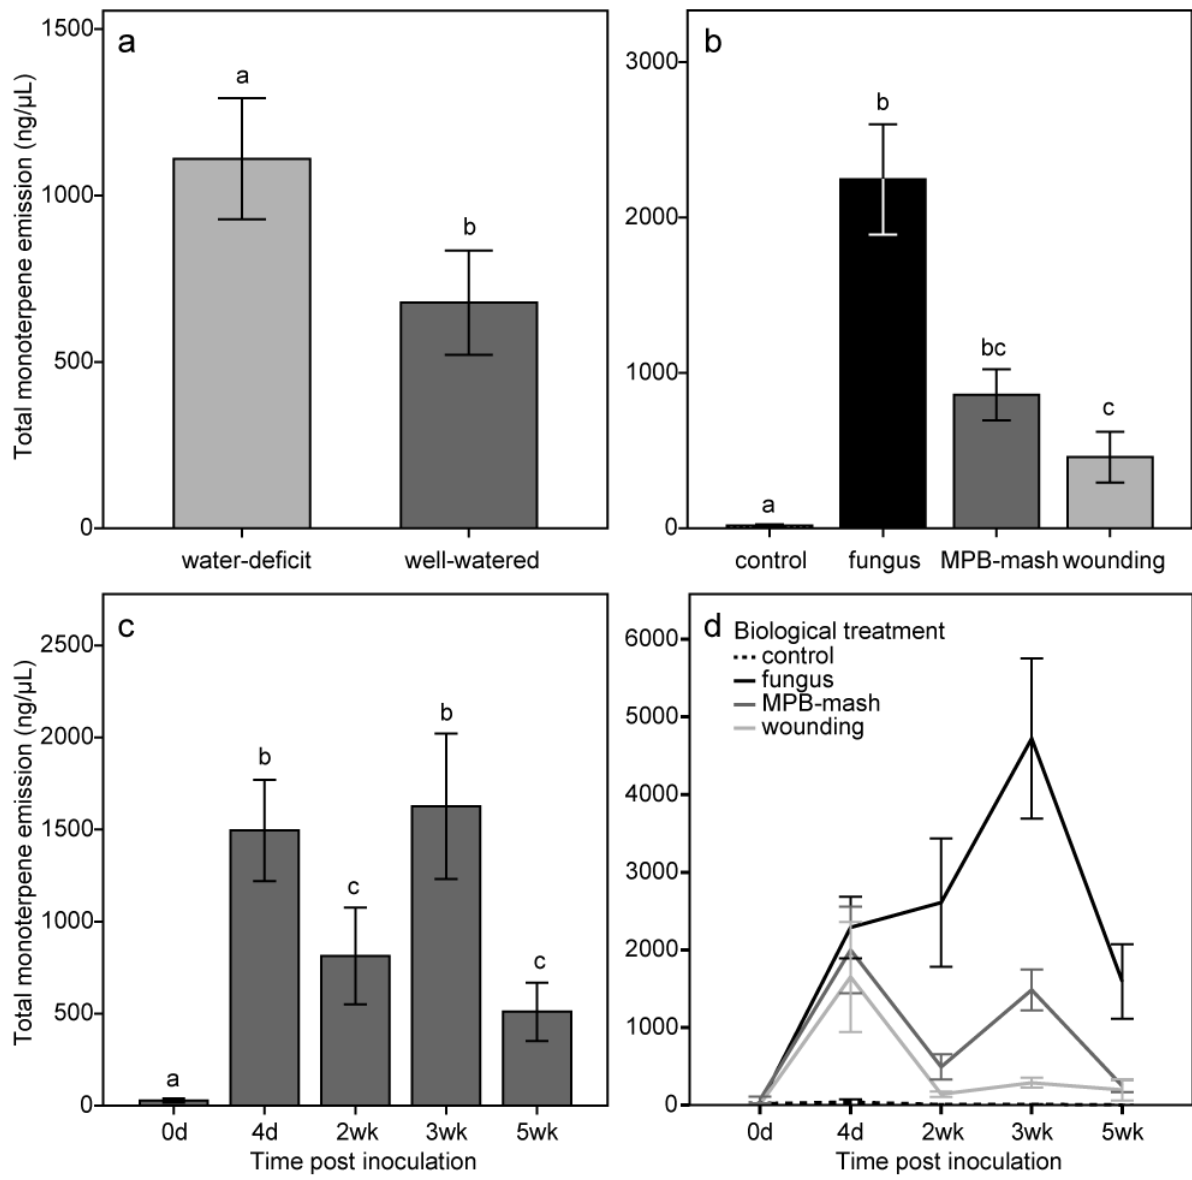 a
Total monoterpene emission (ng/µL)
1500
1000
500
0
a
b
water-deficit
well-watered
b
3000
2000
1000
0
a
b
bc
c
control
fungus
MPB-mash
wounding
c
Total monoterpene emission (ng/µL)
2500
2000
1500
1000
500
0
a
b
c
b
c
0d
4d
2wk
3wk
5wk
Time post inoculation
d
Biological treatment
control
fungus
MPB-mash
wounding
6000
5000
4000
3000
2000
1000
0
0d
4d
2wk
3wk
5wk
Time post inoculation